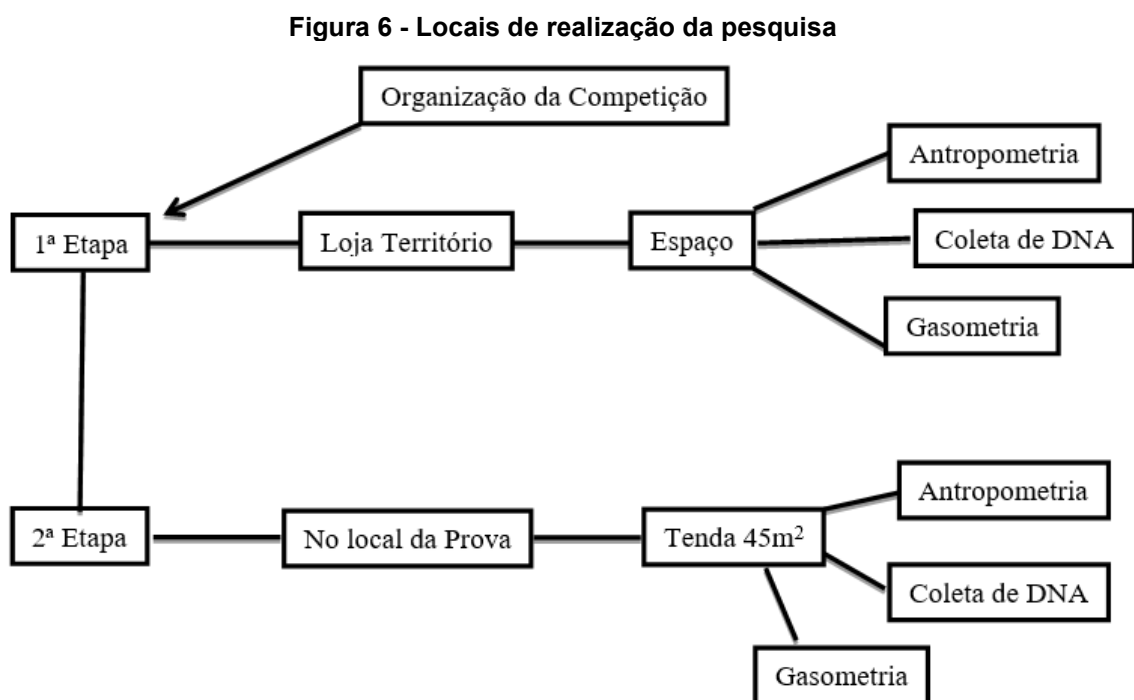 Figura 6 - Locais de realização da pesquisa
Organização da Competição
Antropometria
1ª Etapa
Loja Território
Espaço
Coleta de DNA
Gasometria
Antropometria
2ª Etapa
No local da Prova
Tenda 45m²
Coleta de DNA
Gasometria